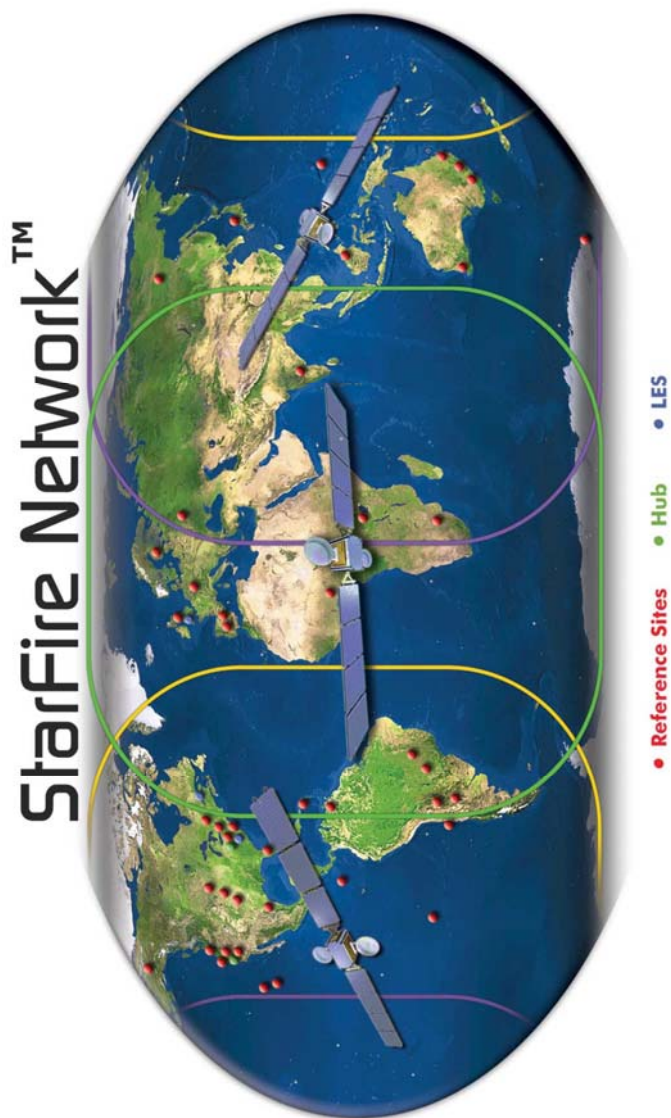 StarFire Network™
• Reference Sites • Hub • LES